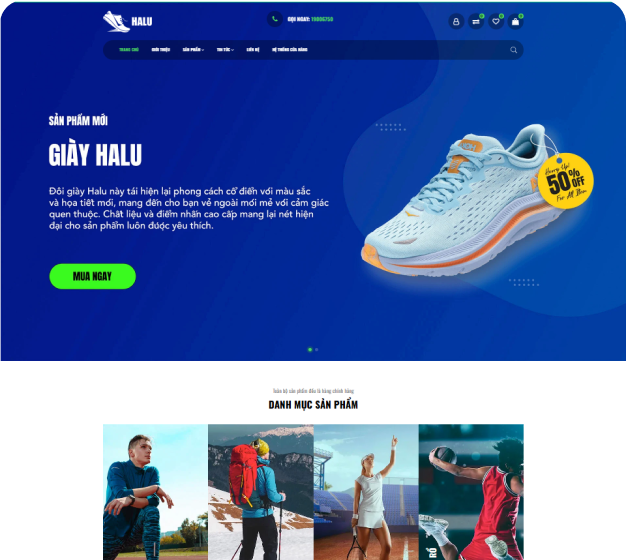 HALU
GỌI NGAY: 19006750
TRANG CHỦ GIỚI THIỆU SẢN PHẨM TIN TỨC LIÊN HỆ HỆ THỐNG CỬA HÀNG
SẢN PHẨM MỚI
GIÀY HALU
Đôi giày Halu này tái hiện lại phong cách cổ điển với màu sắc
và họa tiết mới, mang đến cho bạn vẻ ngoài mới mẻ với cảm giác
quen thuộc. Chất liệu và điểm nhấn cao cấp mang lại nét hiện
đại cho sản phẩm luôn được yêu thích.
MUA NGAY
Hurry Up!
50% OFF
For All Item
Toàn bộ sản phẩm đều là hàng chính hãng
DANH MỤC SẢN PHẨM
RỔ